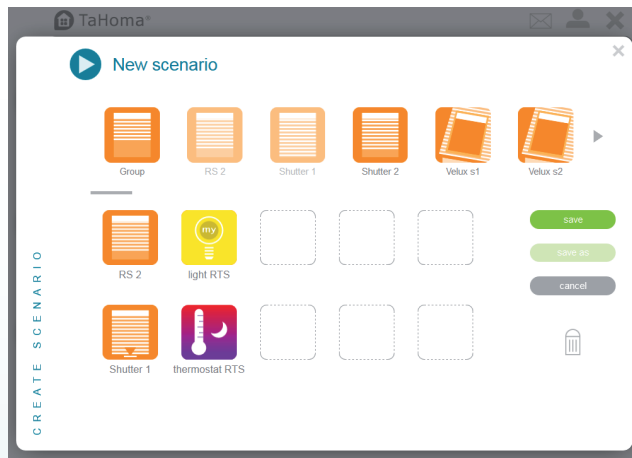 TaHoma®
New scenario
Group
RS 2
Shutter 1
Shutter 2
Velux s1
Velux s2
RS 2
my
light RTS
save
save as
cancel
Shutter 1
thermostat RTS
CREATE SCENARIO